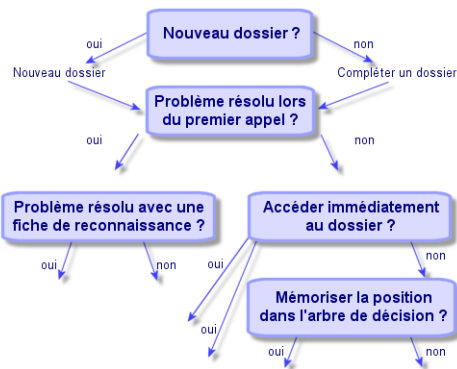 Nouveau dossier ?
oui
non
Nouveau dossier
Compléter un dossier
Problème résolu lors
du premier appel ?
oui
non
Problème résolu avec une
fiche de reconnaissance ?
Accéder immédiatement
au dossier ?
oui
non
oui
non
Mémoriser la position
dans l'arbre de décision ?
oui
oui
non